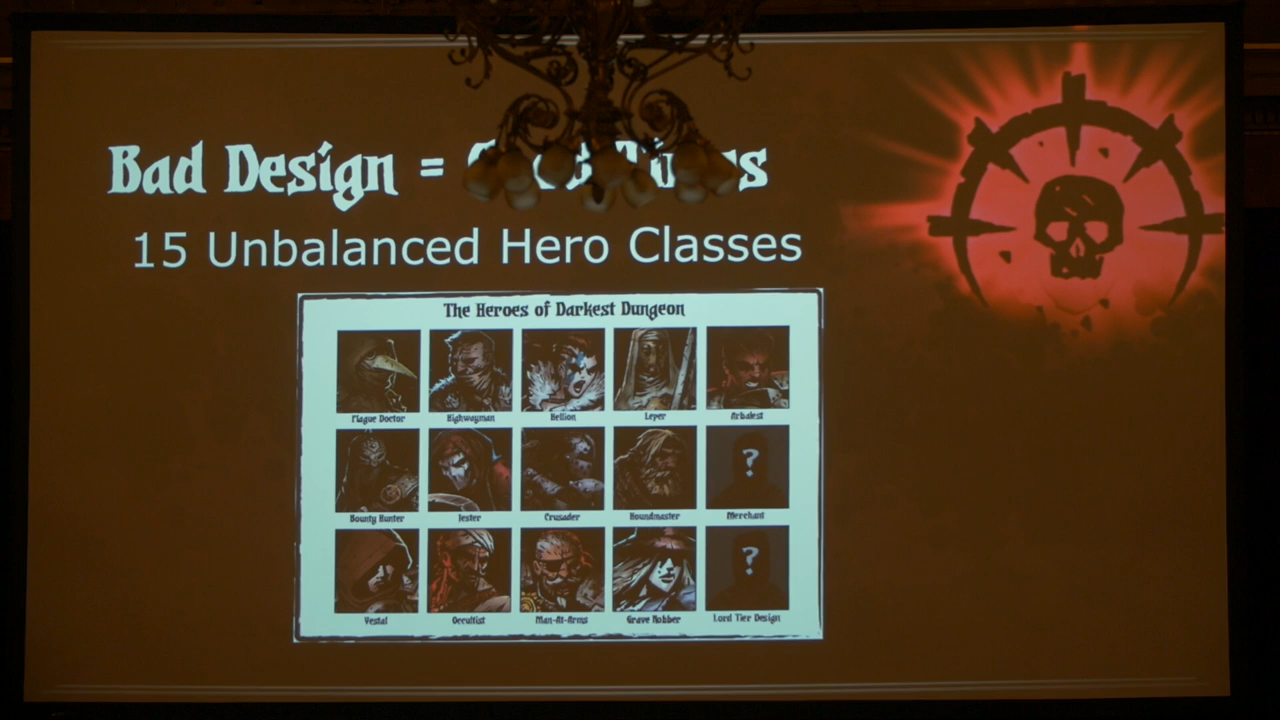 Bad Design =
15 Unbalanced Hero Classes
The Heroes of Darkest Dungeon
Plague Doctor Highwayman Hellion Leper Arbalest
?
Bounty Hunter Jester Crusader Houndmaster Merchant
?
Vestal Occultist Man-At-Arms Grave Robber Lord Tier Design